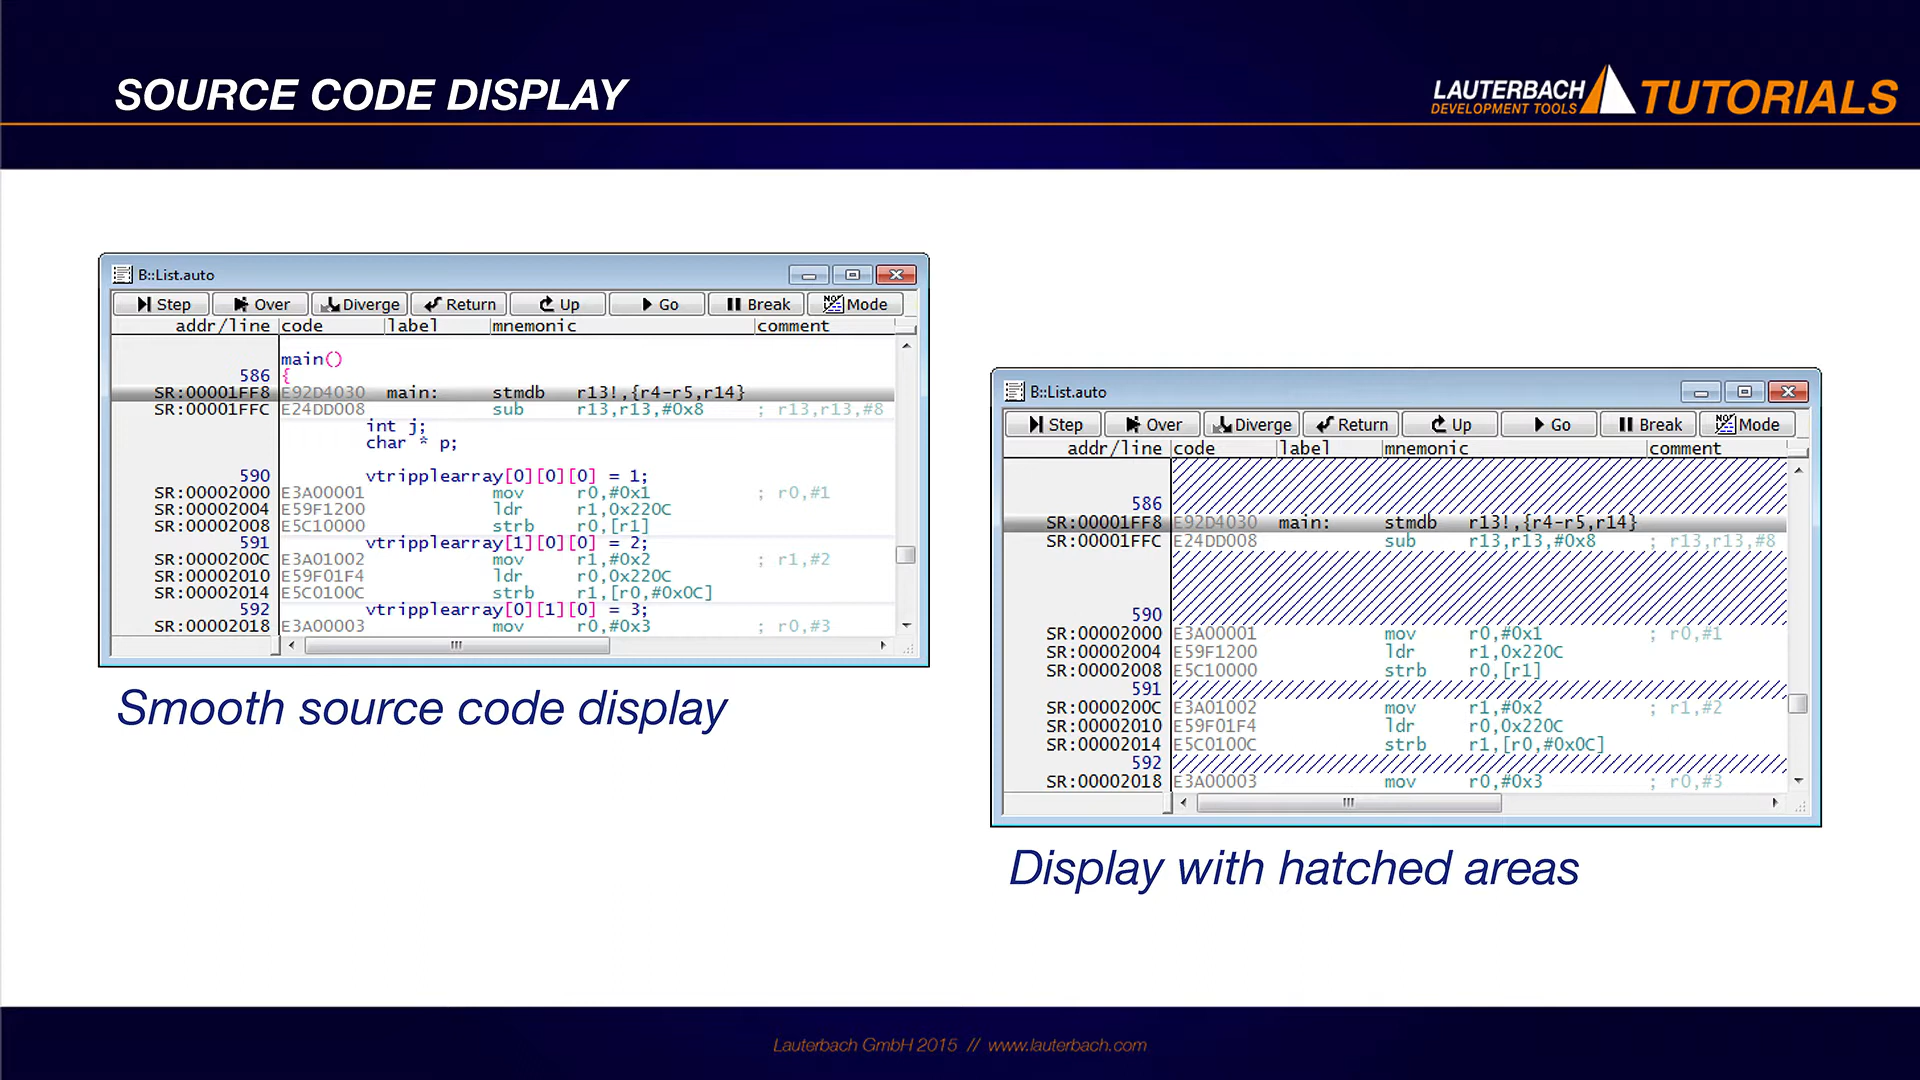 SOURCE CODE DISPLAY
LAUTERBACH
DEVELOPMENT TOOLS
TUTORIALS
B::List.auto
Step Over Diverge Return Up Go Break Mode
addr/line code label mnemonic comment
main()
586 {
SR:00001FF8 E92D4030 main: stmdb r13!,{r4-r5,r14}
SR:00001FFC E24DD008 sub r13,r13,#0x8 ; r13,r13,#8
int j;
char * p;
590 vtripplearray[0][0][0] = 1;
SR:00002000 E3A00001 mov r0,#0x1 ; r0,#1
SR:00002004 E59F1200 ldr r1,0x220C
SR:00002008 E5C10000 strb r0,[r1]
591 vtripplearray[1][0][0] = 2;
SR:0000200C E3A01002 mov r1,#0x2 ; r1,#2
SR:00002010 E59F01F4 ldr r0,0x220C
SR:00002014 E5C0100C strb r1,[r0,#0x0C]
592 vtripplearray[0][1][0] = 3;
SR:00002018 E3A00003 mov r0,#0x3 ; r0,#3
Smooth source code display
B::List.auto
Step Over Diverge Return Up Go Break Mode
addr/line code label mnemonic comment
586
SR:00001FF8 E92D4030 main: stmdb r13!,{r4-r5,r14}
SR:00001FFC E24DD008 sub r13,r13,#0x8 ; r13,r13,#8
590
SR:00002000 E3A00001 mov r0,#0x1 ; r0,#1
SR:00002004 E59F1200 ldr r1,0x220C
SR:00002008 E5C10000 strb r0,[r1]
591
SR:0000200C E3A01002 mov r1,#0x2 ; r1,#2
SR:00002010 E59F01F4 ldr r0,0x220C
SR:00002014 E5C0100C strb r1,[r0,#0x0C]
592
SR:00002018 E3A00003 mov r0,#0x3 ; r0,#3
Display with hatched areas
Lauterbach GmbH 2015 // www.lauterbach.com